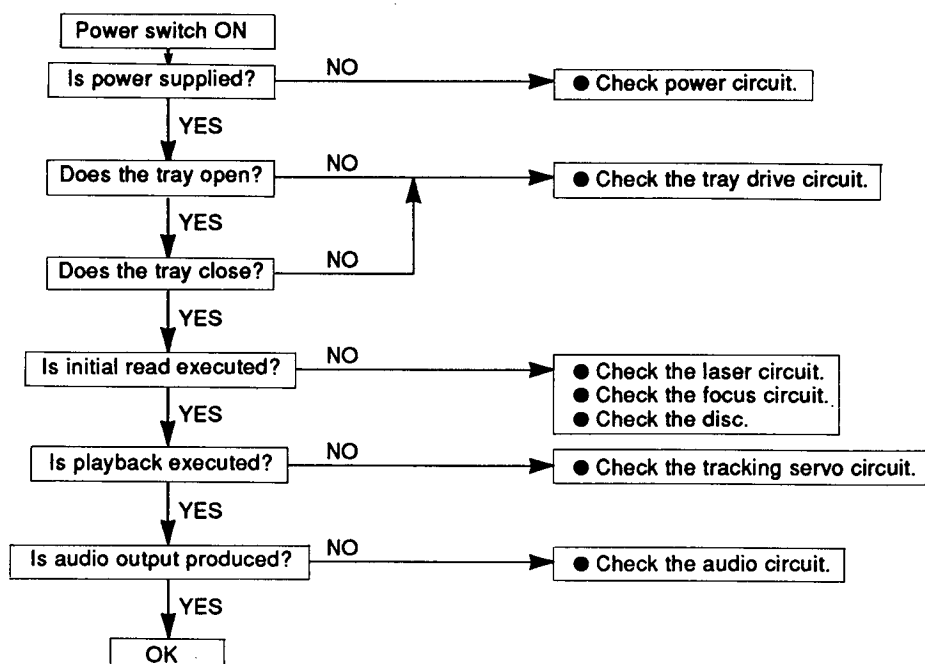 Power switch ON
Is power supplied?
NO
● Check power circuit.
YES
Does the tray open?
NO
● Check the tray drive circuit.
YES
Does the tray close?
NO
YES
Is initial read executed?
NO
● Check the laser circuit.
● Check the focus circuit.
● Check the disc.
YES
Is playback executed?
NO
● Check the tracking servo circuit.
YES
Is audio output produced?
NO
● Check the audio circuit.
YES
OK